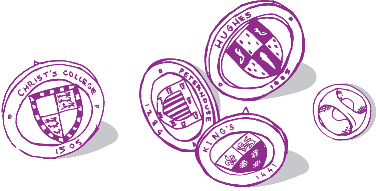 CHRIST'S COLLEGE
1505
PETERHOUSE
1284
HUGHES
1885
KING'S
1441